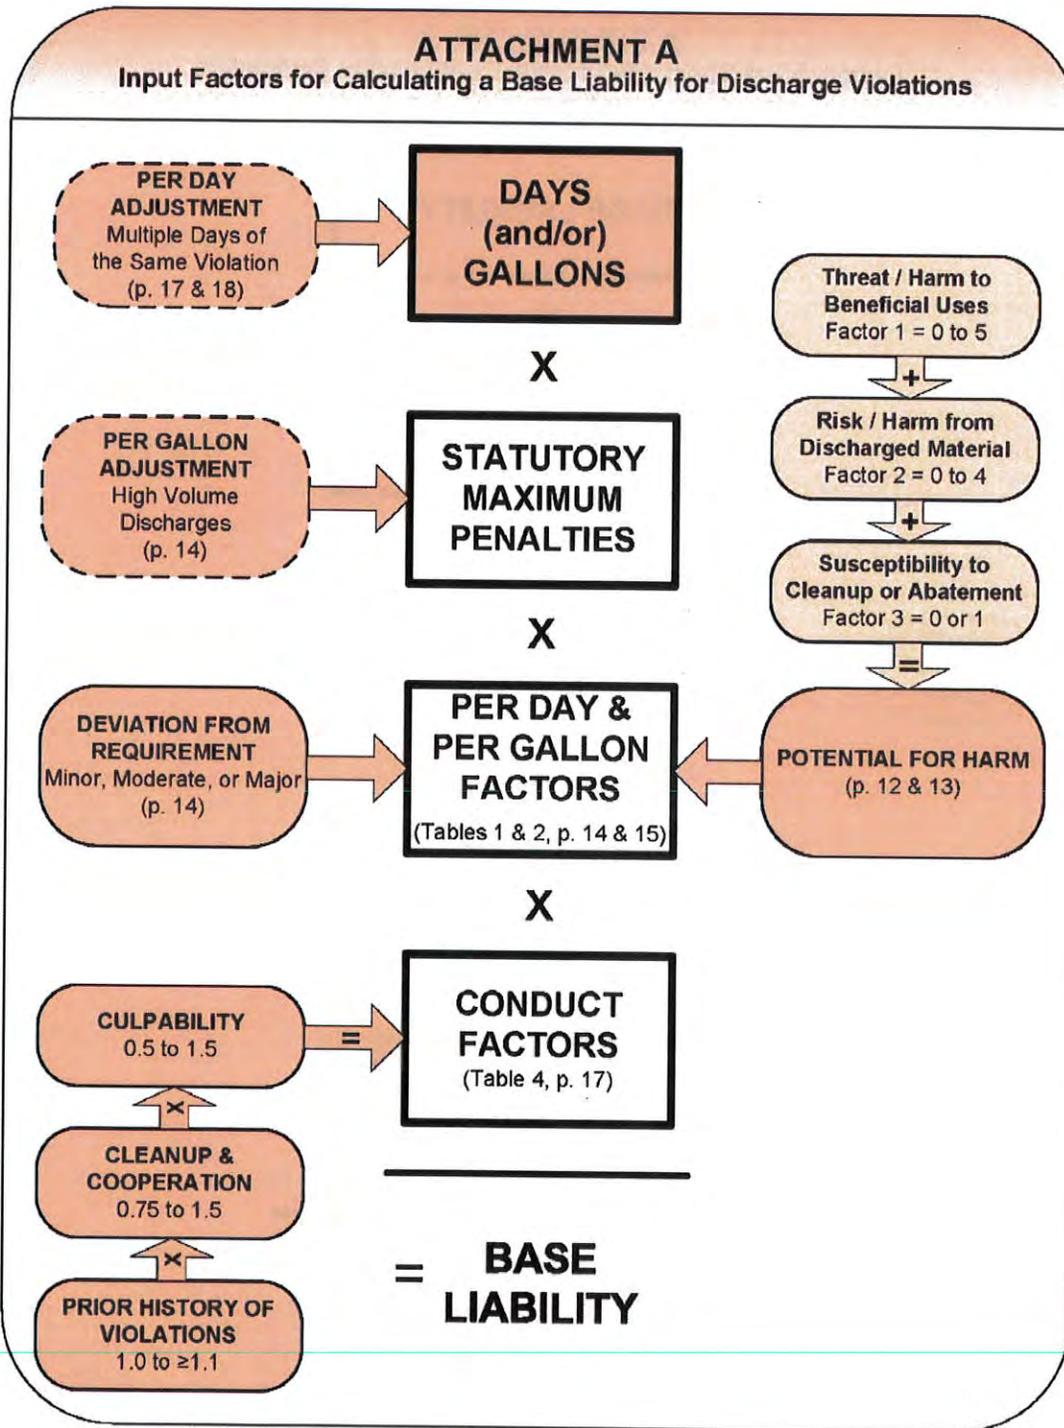 ATTACHMENT A
Input Factors for Calculating a Base Liability for Discharge Violations
PER DAY
ADJUSTMENT
Multiple Days of
the Same Violation
(p. 17 & 18)
DAYS
(and/or)
GALLONS
X
PER GALLON
ADJUSTMENT
High Volume
Discharges
(p. 14)
STATUTORY
MAXIMUM
PENALTIES
X
Threat / Harm to
Beneficial Uses
Factor 1 = 0 to 5
+
Risk / Harm from
Discharged Material
Factor 2 = 0 to 4
+
Susceptibility to
Cleanup or Abatement
Factor 3 = 0 or 1
=
DEVIATION FROM
REQUIREMENT
Minor, Moderate, or Major
(p. 14)
PER DAY &
PER GALLON
FACTORS
(Tables 1 & 2, p. 14 & 15)
POTENTIAL FOR HARM
(p. 12 & 13)
X
CULPABILITY
0.5 to 1.5
=
CONDUCT
FACTORS
(Table 4, p. 17)
X
CLEANUP &
COOPERATION
0.75 to 1.5
X
PRIOR HISTORY OF
VIOLATIONS
1.0 to ≥1.1
= BASE
LIABILITY